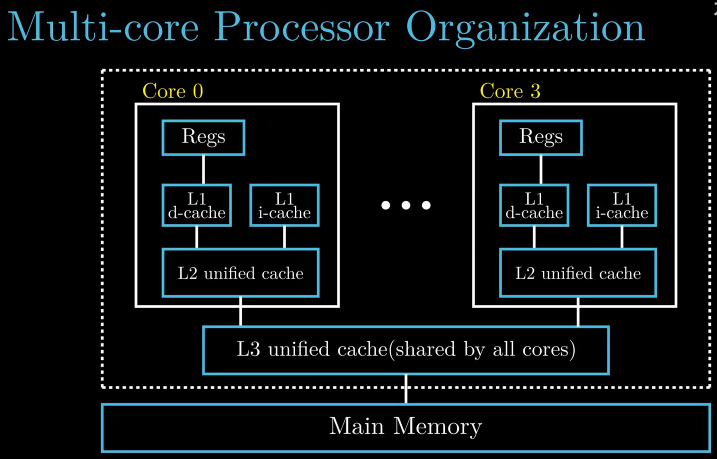 Multi-core Processor Organization
Core 0
Core 3
Regs
Regs
L1
d-cache
L1
i-cache
L1
d-cache
L1
i-cache
L2 unified cache
L2 unified cache
L3 unified cache(shared by all cores)
Main Memory